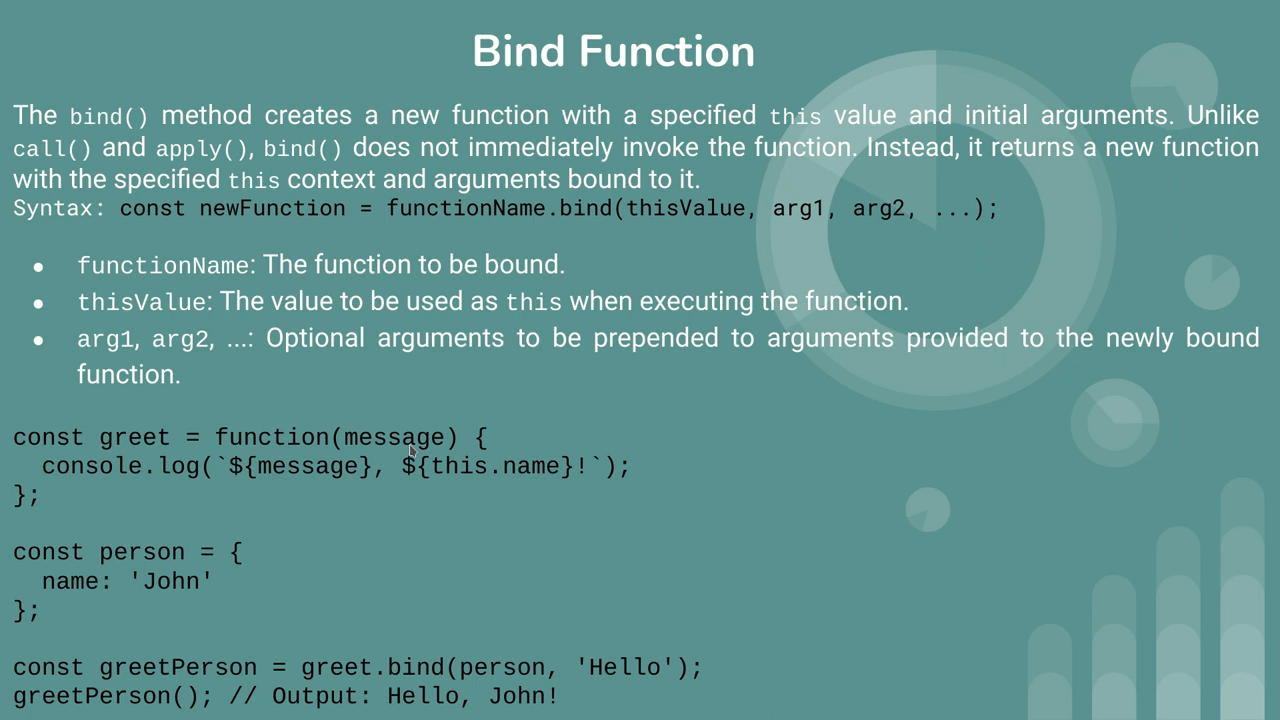 Bind Function
The bind() method creates a new function with a specified this value and initial arguments. Unlike
call() and apply(), bind() does not immediately invoke the function. Instead, it returns a new function
with the specified this context and arguments bound to it.
Syntax: const newFunction = functionName.bind(thisValue, arg1, arg2, ...);
● functionName: The function to be bound.
● thisValue: The value to be used as this when executing the function.
● arg1, arg2, ...: Optional arguments to be prepended to arguments provided to the newly bound
function.
const greet = function(message) {
  console.log(`${message}, ${this.name}!`);
};
const person = {
  name: 'John'
};
const greetPerson = greet.bind(person, 'Hello');
greetPerson(); // Output: Hello, John!